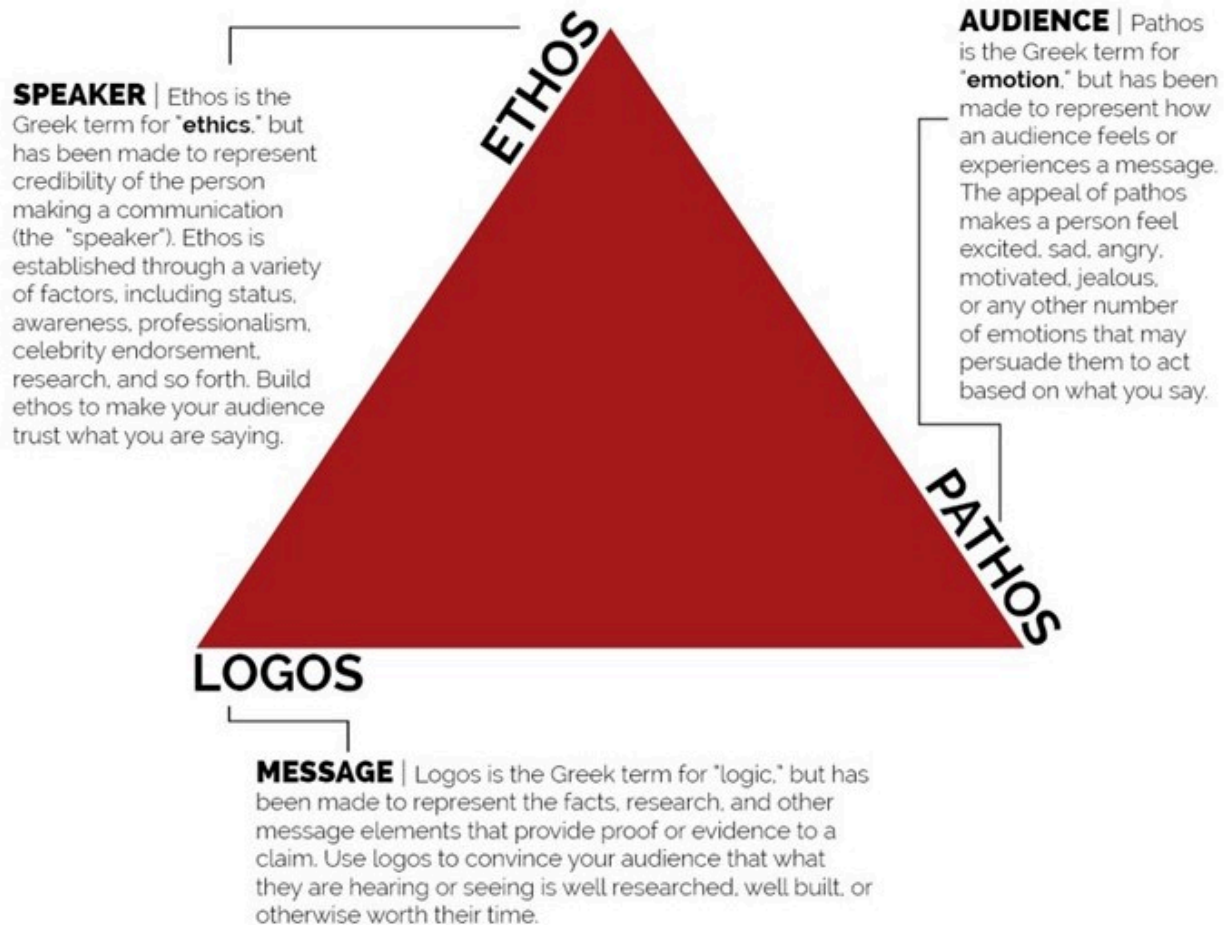 ETHOS
SPEAKER | Ethos is the
Greek term for "ethics," but
has been made to represent
credibility of the person
making a communication
(the "speaker"). Ethos is
established through a variety
of factors, including status,
awareness, professionalism,
celebrity endorsement,
research, and so forth. Build
ethos to make your audience
trust what you are saying.
AUDIENCE | Pathos
is the Greek term for
"emotion," but has been
made to represent how
an audience feels or
experiences a message.
The appeal of pathos
makes a person feel
excited, sad, angry,
motivated, jealous,
or any other number
of emotions that may
persuade them to act
based on what you say.
PATHOS
LOGOS
MESSAGE | Logos is the Greek term for "logic," but has
been made to represent the facts, research, and other
message elements that provide proof or evidence to a
claim. Use logos to convince your audience that what
they are hearing or seeing is well researched, well built, or
otherwise worth their time.